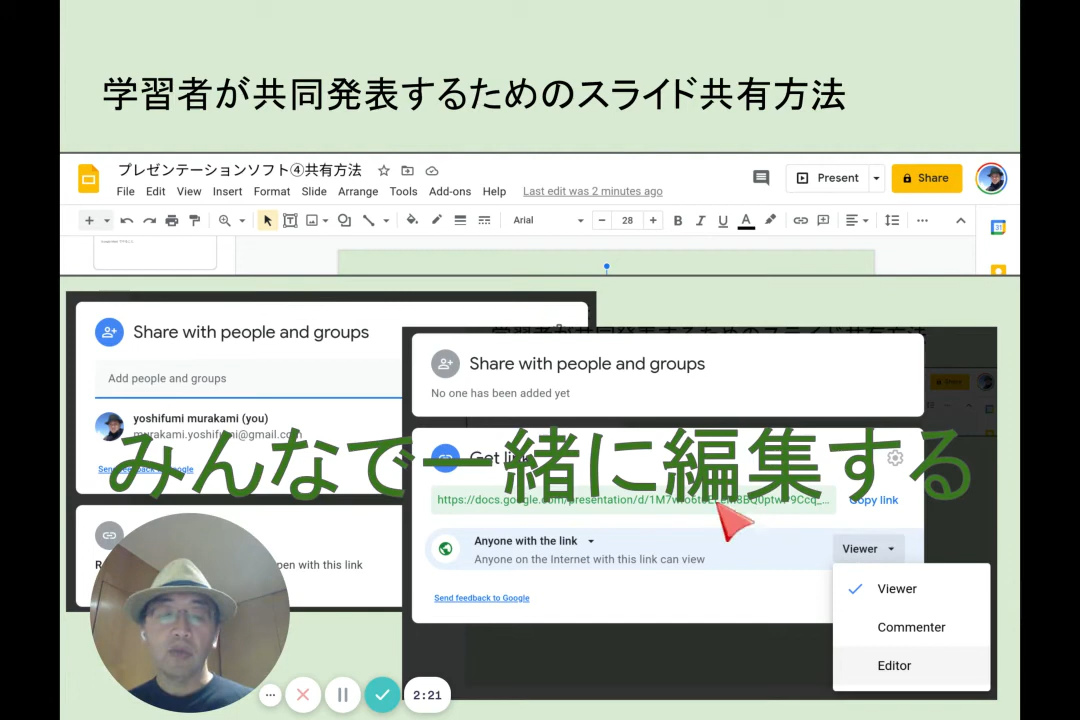 学習者が共同発表するためのスライド共有方法
プレゼンテーションソフト④共有方法
File Edit View Insert Format Slide Arrange Tools Add-ons Help Last edit was 2 minutes ago
Present
Share
Arial
28
Share with people and groups
Add people and groups
yoshifumi murakami (you)
Share with people and groups
No one has been added yet
みんなで一緒に編集する
Get link
Copy link
Anyone with the link
Anyone on the Internet with this link can view
Viewer
Send feedback to Google
Viewer
Commenter
Editor
open with this link
2:21